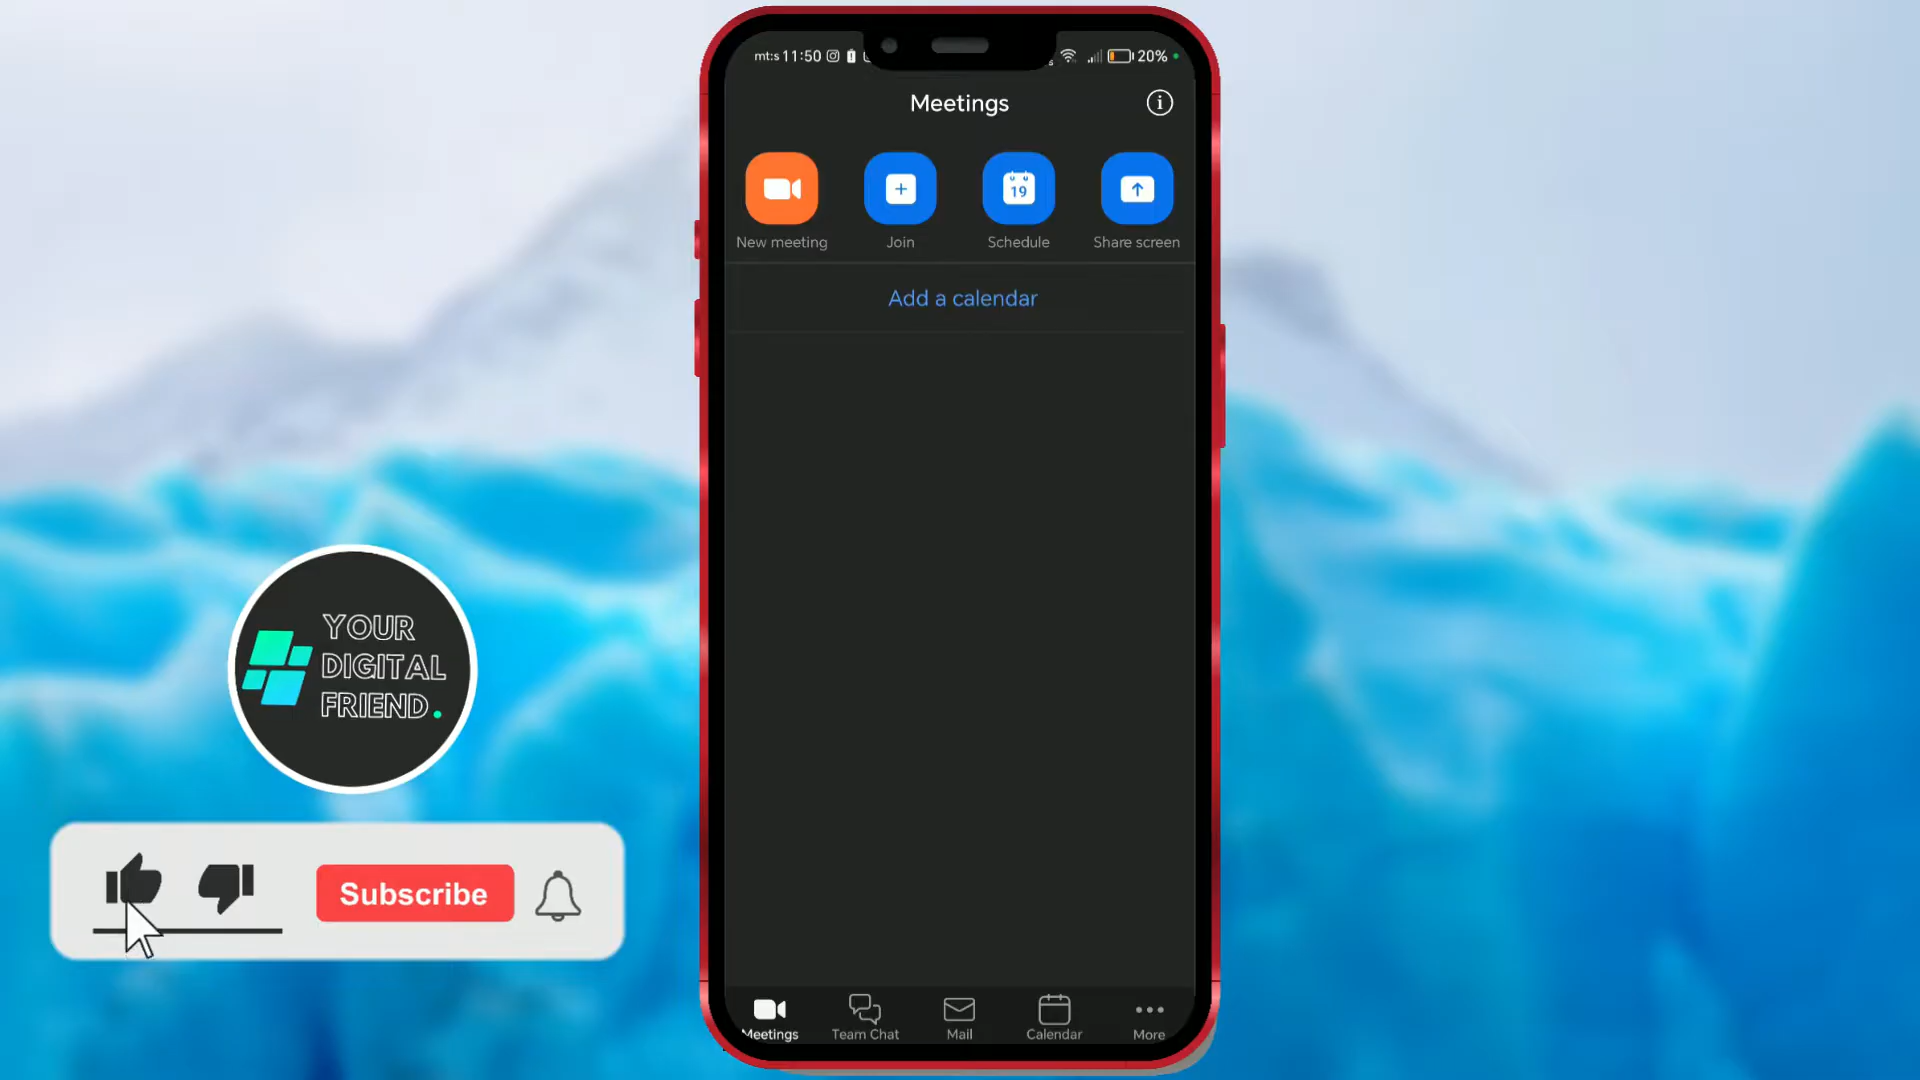 mt:s 11:50
20%
Meetings
19
New meeting
Join
Schedule
Share screen
Add a calendar
YOUR
DIGITAL
FRIEND.
Subscribe
Meetings
Team Chat
Mail
Calendar
More